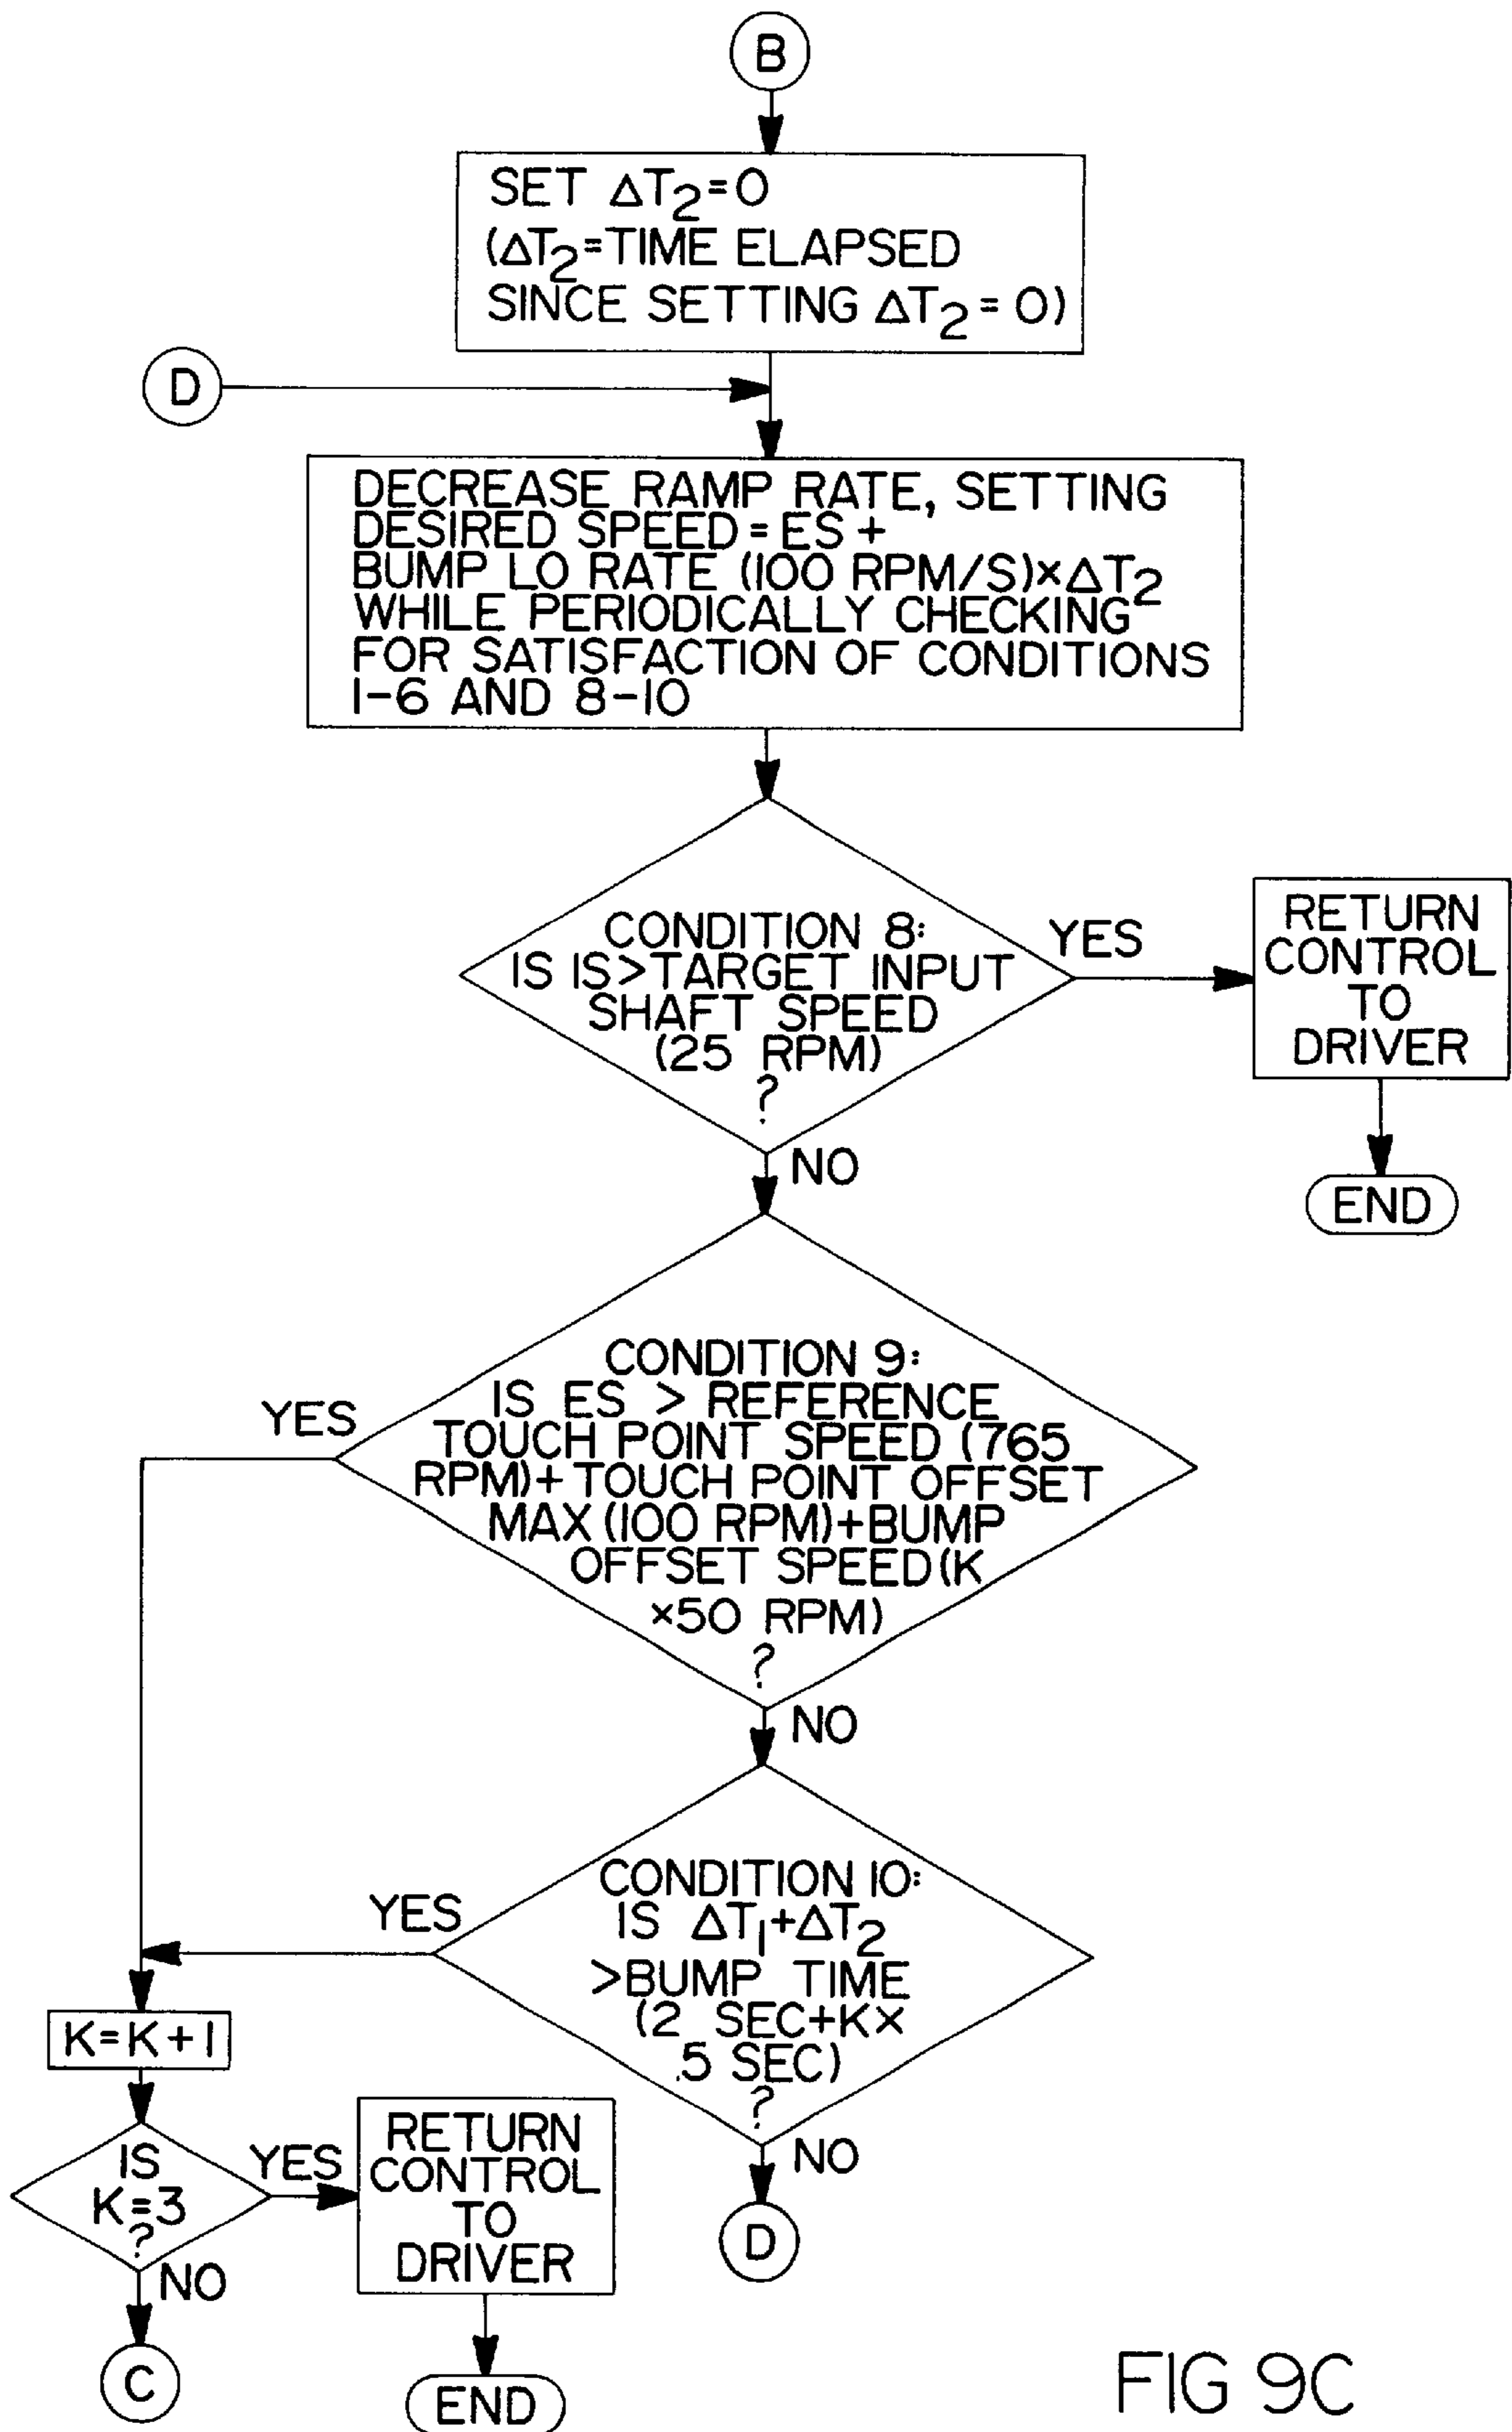 B
SET ΔT2=0
(ΔT2=TIME ELAPSED
SINCE SETTING ΔT2=0)
D
DECREASE RAMP RATE, SETTING
DESIRED SPEED=ES+
BUMP LO RATE (100 RPM/S)×ΔT2
WHILE PERIODICALLY CHECKING
FOR SATISFACTION OF CONDITIONS
1-6 AND 8-10
CONDITION 8:
IS IS>TARGET INPUT
SHAFT SPEED
(25 RPM)
?
YES
RETURN
CONTROL
TO
DRIVER
END
NO
CONDITION 9:
IS ES > REFERENCE
TOUCH POINT SPEED (765
RPM)+TOUCH POINT OFFSET
MAX (100 RPM)+BUMP
OFFSET SPEED(K
×50 RPM)
?
YES
NO
CONDITION 10:
IS ΔT1+ΔT2
>BUMP TIME
(2 SEC+K×
.5 SEC)
?
YES
NO
D
K=K+1
IS
K=3
?
YES
RETURN
CONTROL
TO
DRIVER
END
NO
C
FIG 9C